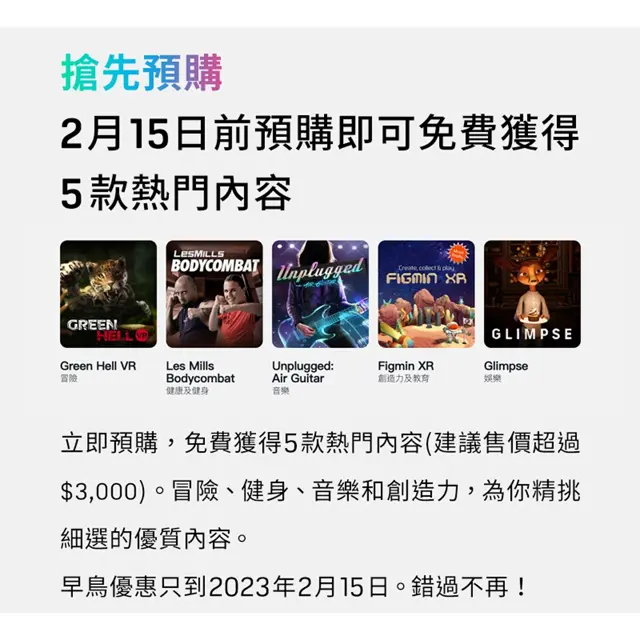 搶先預購
2月15日前預購即可免費獲得
5款熱門內容
GREEN
HELL VR
LESMILLS
BODYCOMBAT
Unplugged
AIR GUITAR
Create, collect & play
FIGMIN XR
GLIMPSE
Green Hell VR
冒險
Les Mills
Bodycombat
健康及健身
Unplugged:
Air Guitar
音樂
Figmin XR
創造力及教育
Glimpse
娛樂
立即預購，免費獲得5款熱門內容(建議售價超過
$3,000)。冒險、健身、音樂和創造力，為你精挑
細選的優質內容。
早鳥優惠只到2023年2月15日。錯過不再！